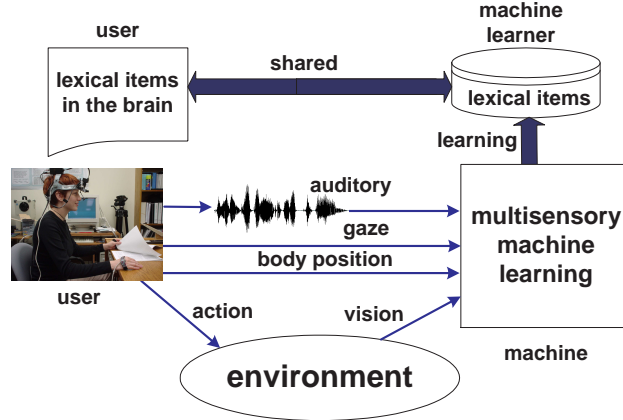 user
machine
learner
lexical items
in the brain
shared
lexical items
learning
auditory
gaze
body position
multisensory
machine
learning
user
action
vision
environment
machine